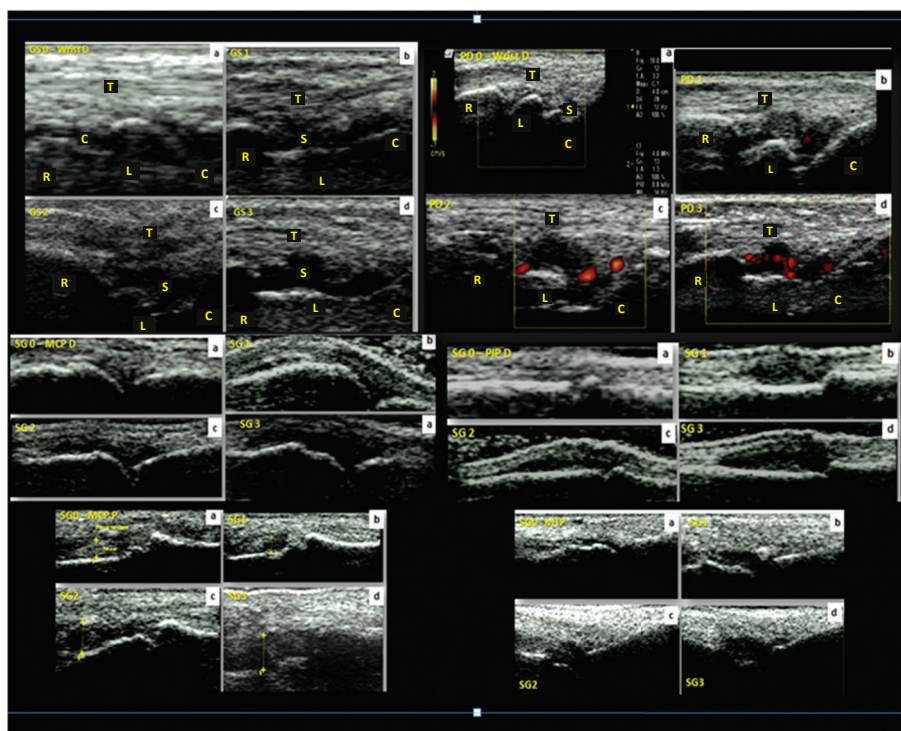 GS 0 – Wrist D
a
T
C
R
L
C
GS 1
b
T
S
R
C
L
GS 2
c
T
R
S
C
L
GS 3
d
T
S
L
C
R
PD 0 – Wrist D
a
T
R
L
S
C
PD 1
b
T
R
L
C
PD 2
c
T
R
L
C
PD 3
d
T
R
L
C
SG 0 – MCP D
a
b
SG 2
c
SG 3
a
SG 0 – PIP D
a
SG 1
b
SG 2
c
SG 3
d
SG0 – MCP P
a
SG1
b
SG2
c
SG3
d
SG0- MTP
a
SG1
b
c
SG2
d
SG3